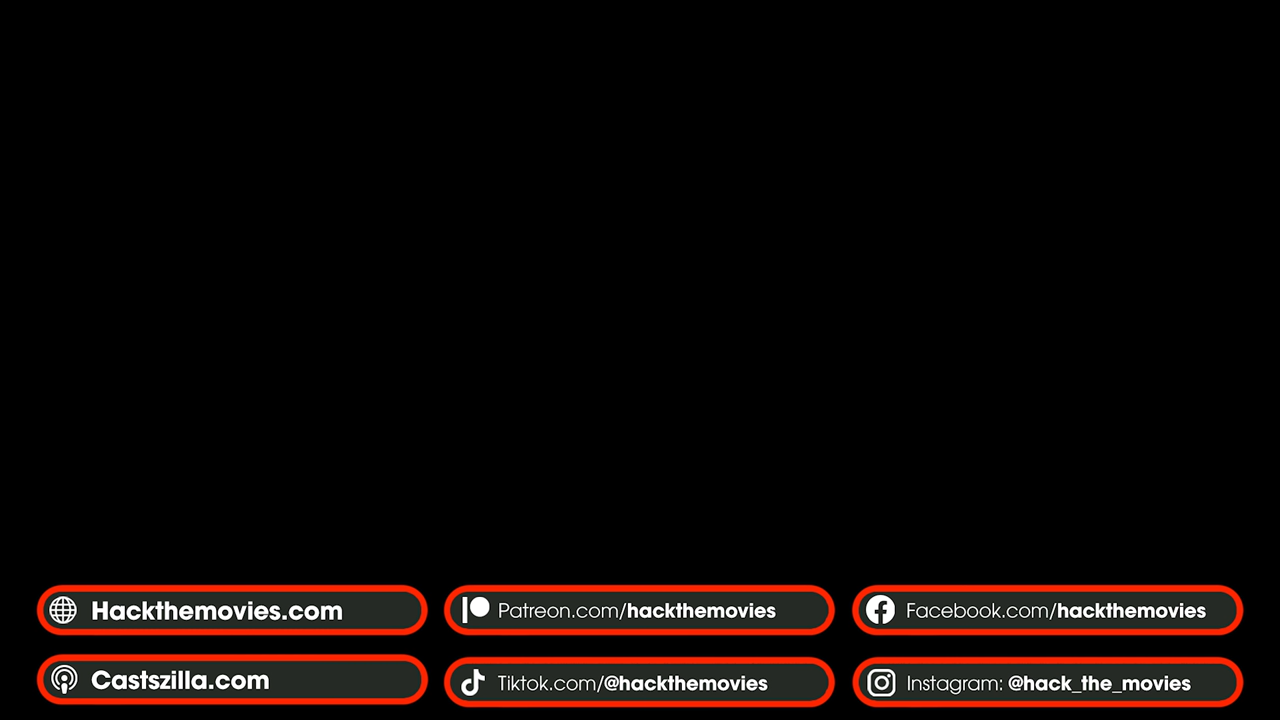 Hackthemovies.com
Patreon.com/hackthemovies
Facebook.com/hackthemovies
Castszilla.com
Tiktok.com/@hackthemovies
Instagram: @hack_the_movies